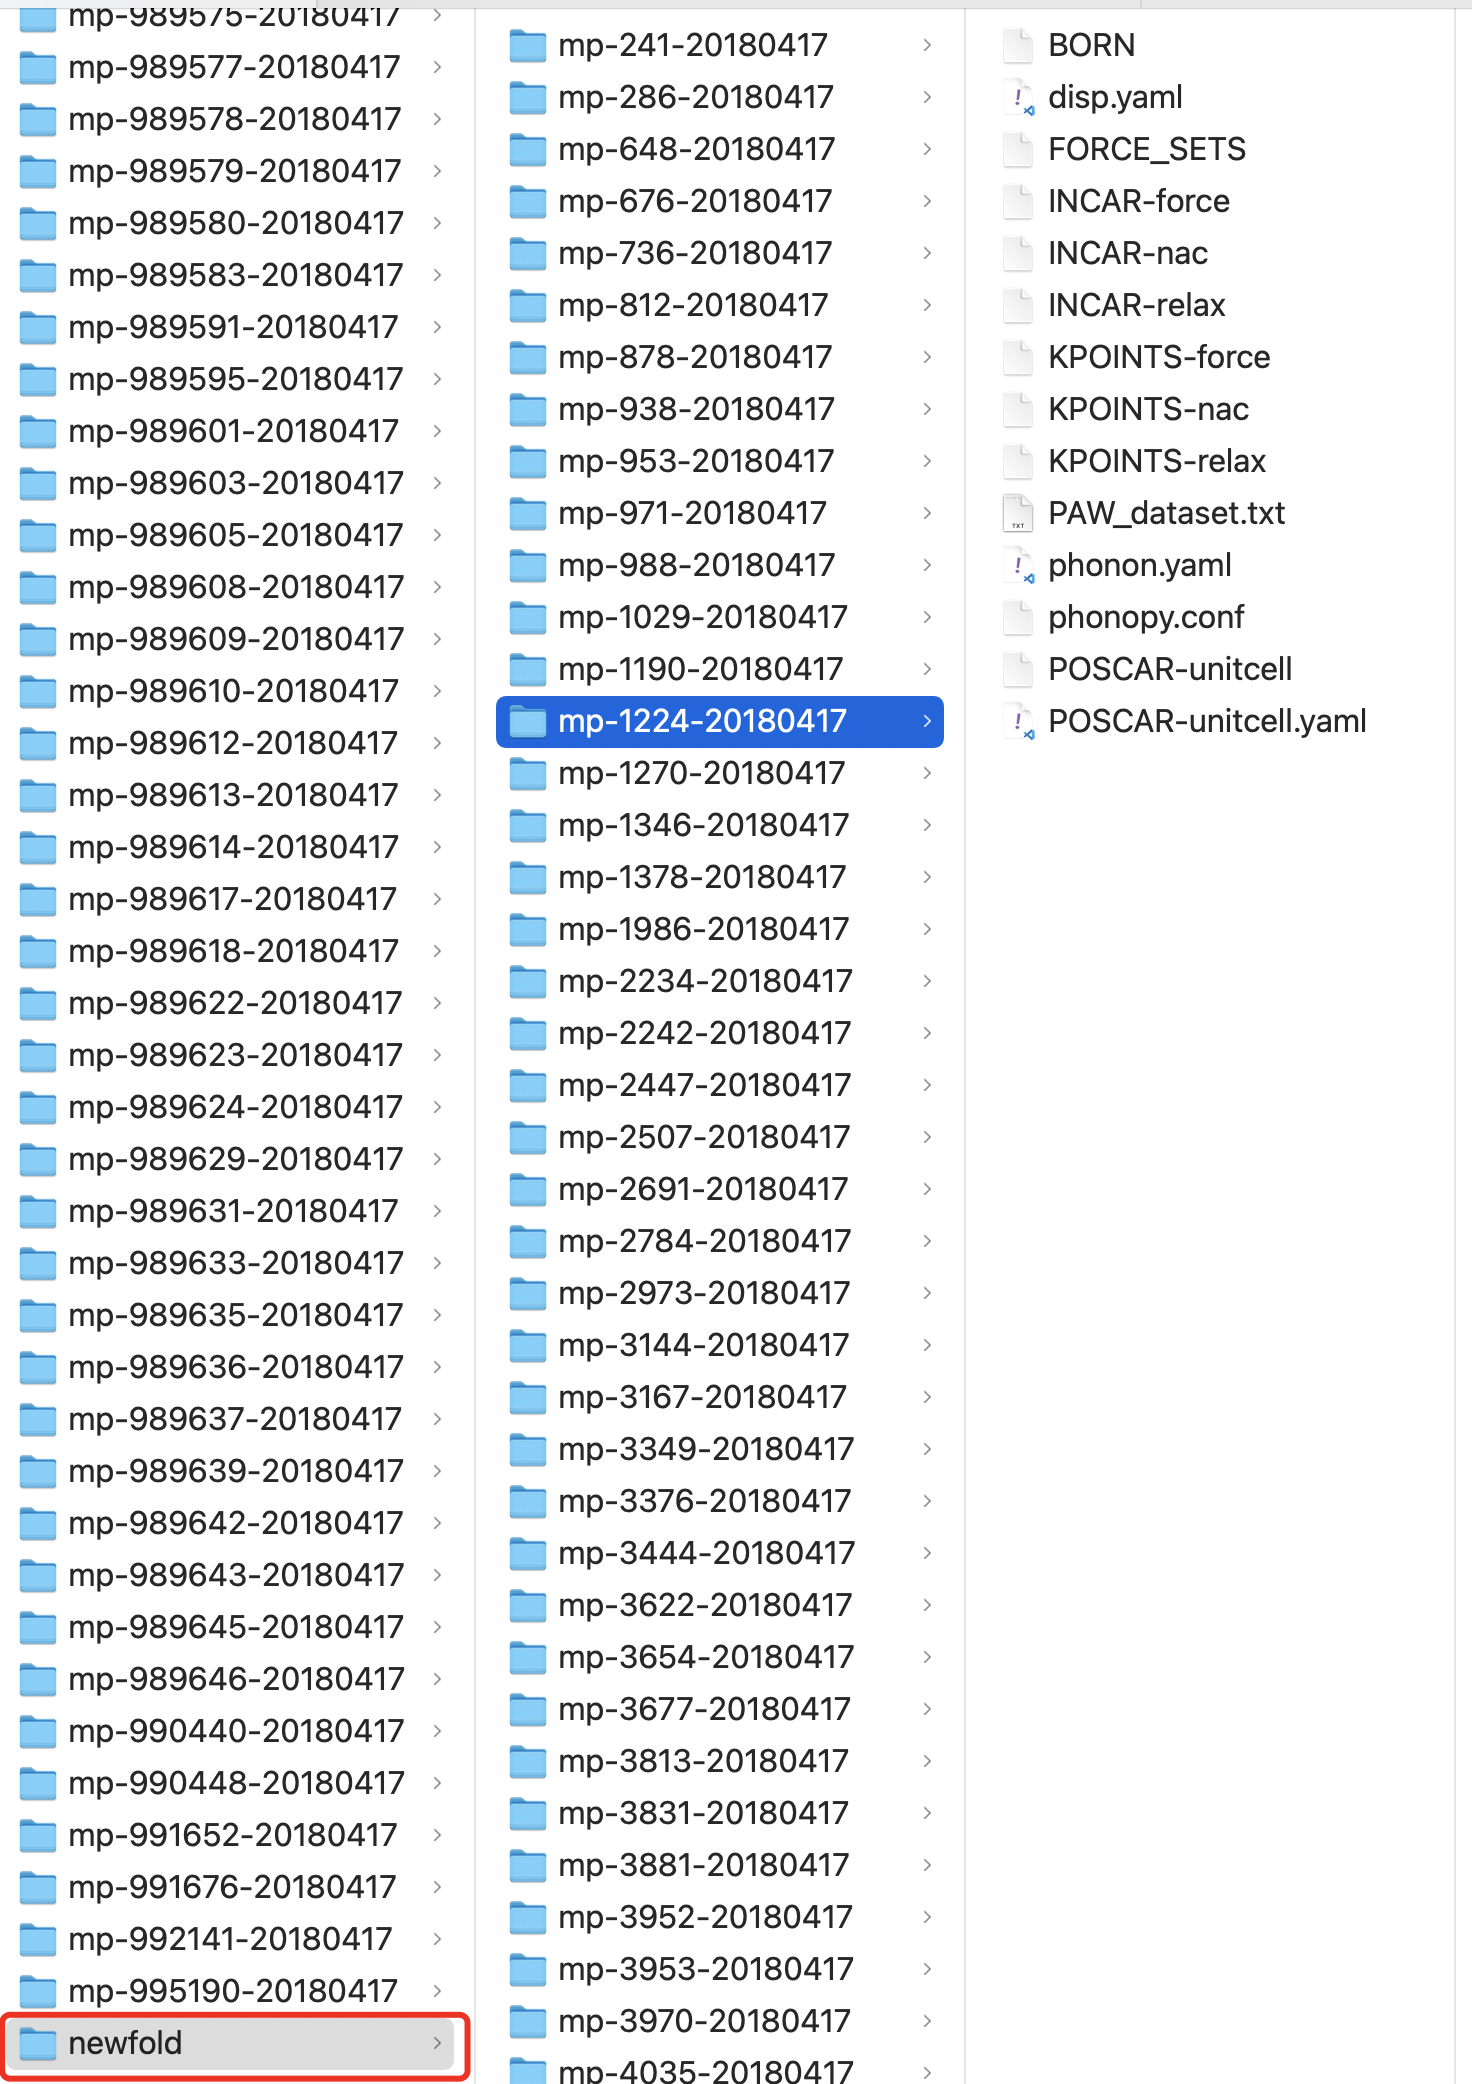 mp-989575-20180417
mp-989577-20180417
mp-989578-20180417
mp-989579-20180417
mp-989580-20180417
mp-989583-20180417
mp-989591-20180417
mp-989595-20180417
mp-989601-20180417
mp-989603-20180417
mp-989605-20180417
mp-989608-20180417
mp-989609-20180417
mp-989610-20180417
mp-989612-20180417
mp-989613-20180417
mp-989614-20180417
mp-989617-20180417
mp-989618-20180417
mp-989622-20180417
mp-989623-20180417
mp-989624-20180417
mp-989629-20180417
mp-989631-20180417
mp-989633-20180417
mp-989635-20180417
mp-989636-20180417
mp-989637-20180417
mp-989639-20180417
mp-989642-20180417
mp-989643-20180417
mp-989645-20180417
mp-989646-20180417
mp-990440-20180417
mp-990448-20180417
mp-991652-20180417
mp-991676-20180417
mp-992141-20180417
mp-995190-20180417
newfold
mp-241-20180417
mp-286-20180417
mp-648-20180417
mp-676-20180417
mp-736-20180417
mp-812-20180417
mp-878-20180417
mp-938-20180417
mp-953-20180417
mp-971-20180417
mp-988-20180417
mp-1029-20180417
mp-1190-20180417
mp-1224-20180417
mp-1270-20180417
mp-1346-20180417
mp-1378-20180417
mp-1986-20180417
mp-2234-20180417
mp-2242-20180417
mp-2447-20180417
mp-2507-20180417
mp-2691-20180417
mp-2784-20180417
mp-2973-20180417
mp-3144-20180417
mp-3167-20180417
mp-3349-20180417
mp-3376-20180417
mp-3444-20180417
mp-3622-20180417
mp-3654-20180417
mp-3677-20180417
mp-3813-20180417
mp-3831-20180417
mp-3881-20180417
mp-3952-20180417
mp-3953-20180417
mp-3970-20180417
mp-4035-20180417
BORN
disp.yaml
FORCE_SETS
INCAR-force
INCAR-nac
INCAR-relax
KPOINTS-force
KPOINTS-nac
KPOINTS-relax
TXT
PAW_dataset.txt
phonon.yaml
phonopy.conf
POSCAR-unitcell
POSCAR-unitcell.yaml